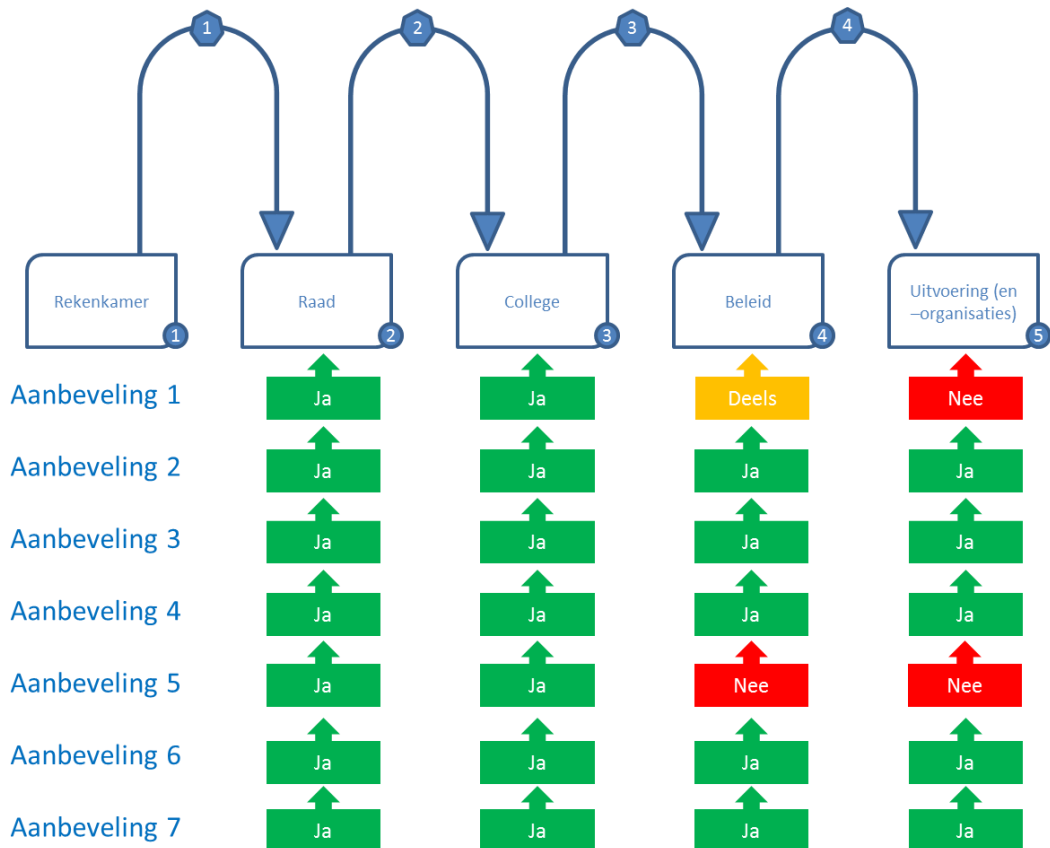 1 2 3 4
Rekenkamer 1
Raad 2
College 3
Beleid 4
Uitvoering (en
–organisaties) 5
Aanbeveling 1 Ja Ja Deels Nee
Aanbeveling 2 Ja Ja Ja Ja
Aanbeveling 3 Ja Ja Ja Ja
Aanbeveling 4 Ja Ja Ja Ja
Aanbeveling 5 Ja Ja Nee Nee
Aanbeveling 6 Ja Ja Ja Ja
Aanbeveling 7 Ja Ja Ja Ja